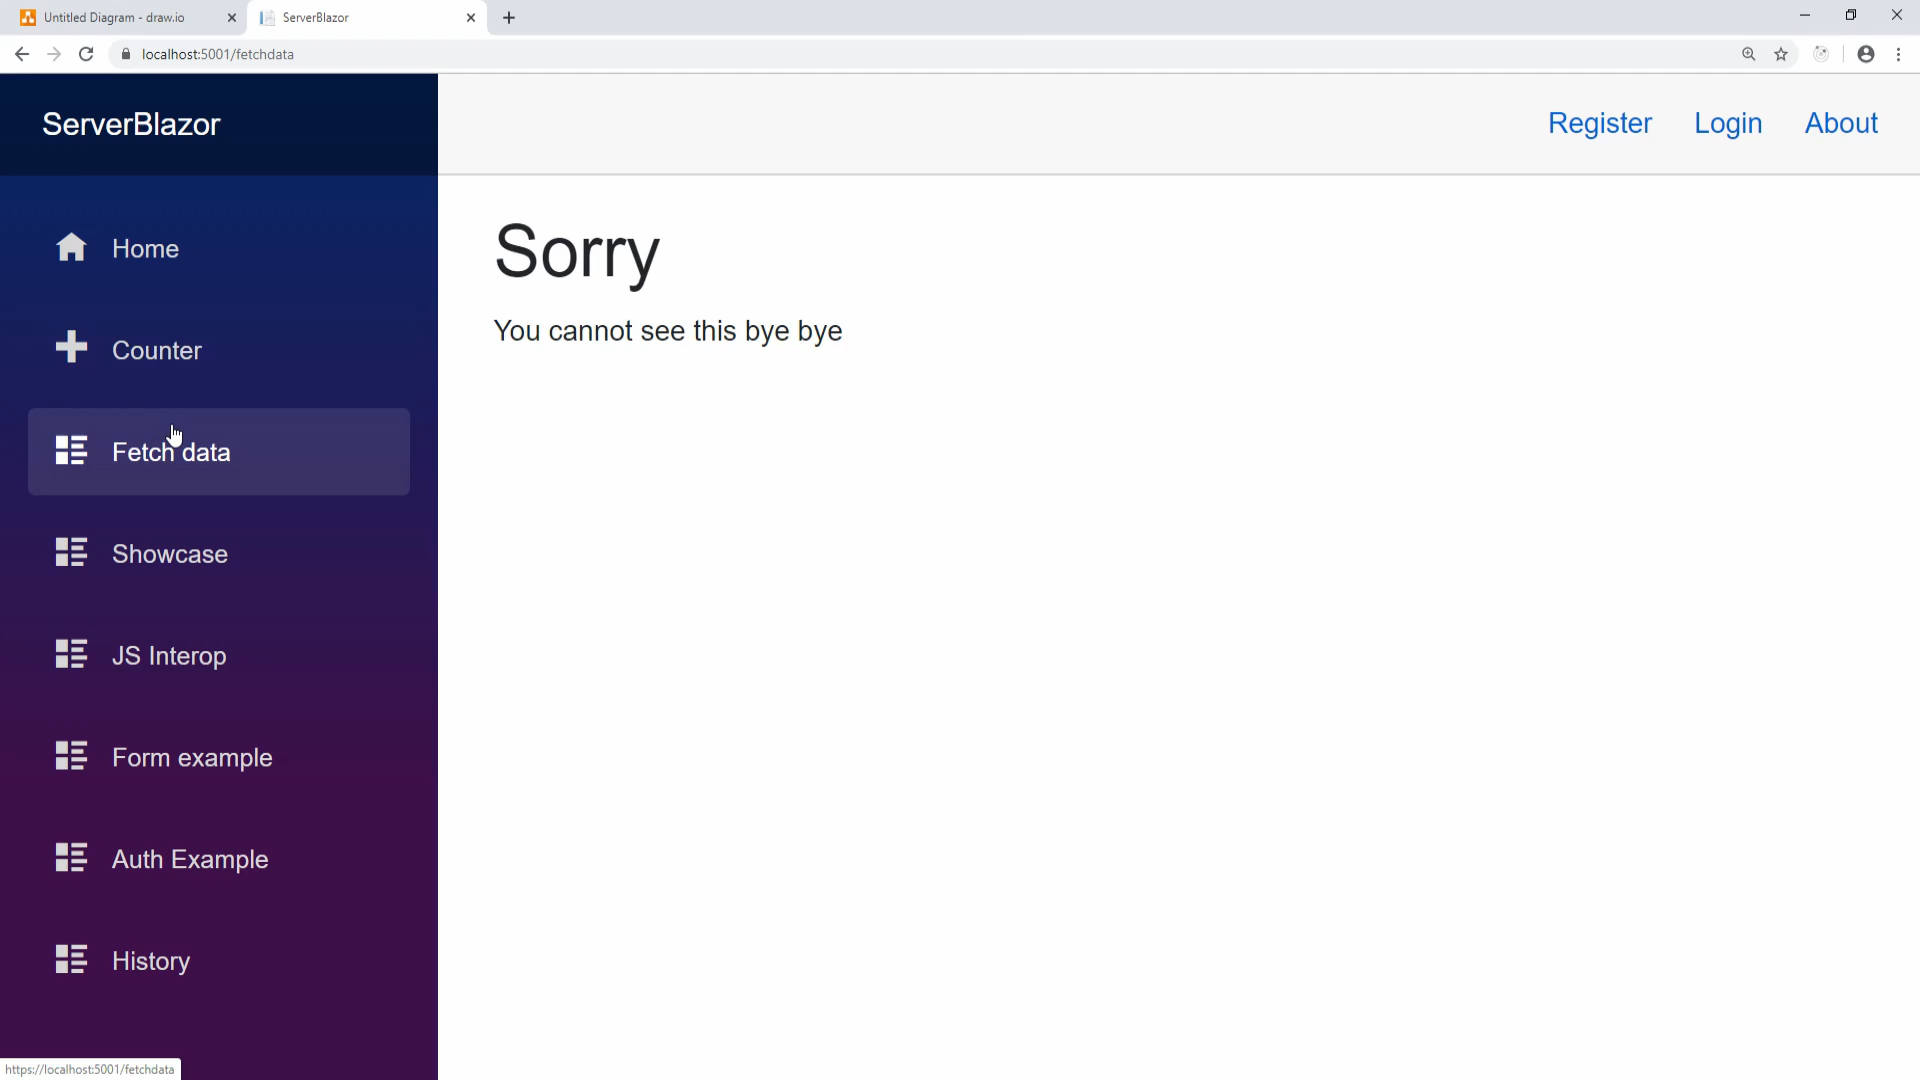 Untitled Diagram - draw.io
ServerBlazor
localhost:5001/fetchdata
ServerBlazor
Register Login About
Home
Counter
Fetch data
Showcase
JS Interop
Form example
Auth Example
History
Sorry
You cannot see this bye bye
https://localhost:5001/fetchdata